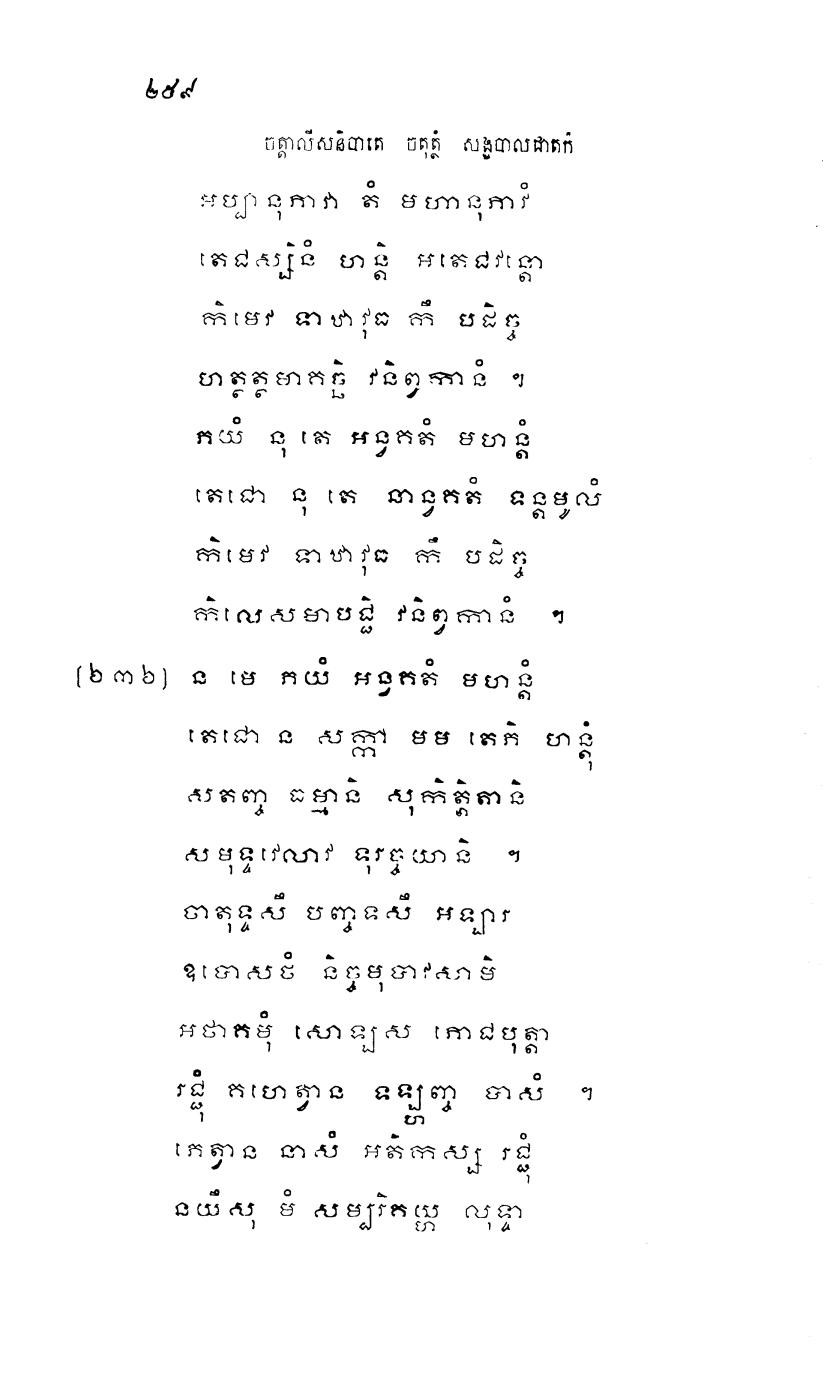 ២៥៩
ចត្តាលីសនិបាតេ ចតុត្ថំ សង្ខបាលជាតកំ
អប្បានុភាវា តំ មហានុភាវំ
តេជស្សិនំ ហន្តិ អតេជវន្តោ
កិមេវ ទាឋាវុធ កឹ បដិច្ច
ហត្ថត្ថមាគច្ឆិ វនិព្វកានំ ។
ភយំ នុ តេ អន្វគតំ មហន្តំ
តេជោ នុ តេ នាន្វគតំ ទន្តមូលំ
កិមេវ ទាឋាវុធ កឹ បដិច្ច
កិលេសមាបជ្ជិ វនិព្វកានំ ។
(២៣៦) ន មេ ភយំ អន្វគតំ មហន្តំ
តេជោ ន សក្កា មម តេភិ ហន្តុំ
សតញ្ច ធម្មានិ សុកិត្តិតានិ
សមុទ្ទវេលាវ ទុរច្ចយានិ ។
ចាតុទ្ទសឹ បញ្ចទសឹ អឡ្បារ
ឧបោសថំ និច្ចមុបាវសាមិ
អថាគមុំ សោឡ្បស ភោជបុត្តា
រជ្ជុំ គហេត្វាន ទឡ្ហញ្ច បាសំ ។
ភេត្វាន នាសំ អតិកស្ស រជ្ជុំ
នយឹសុ មំ សម្បរិគយ្ហ លុទ្ទា